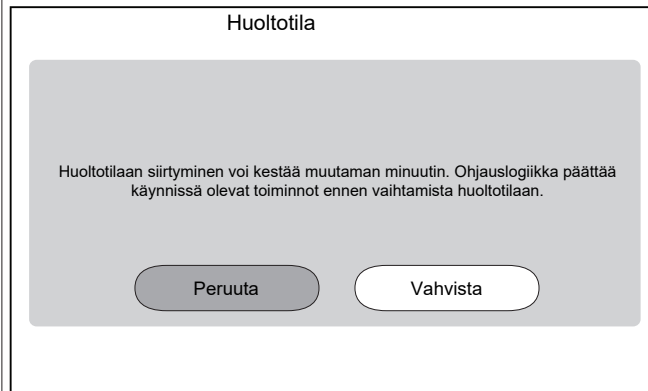 Huoltotila
Huoltotilaan siirtyminen voi kestää muutaman minuutin. Ohjauslogiikka päättää
käynnissä olevat toiminnot ennen vaihtamista huoltotilaan.
Peruuta
Vahvista